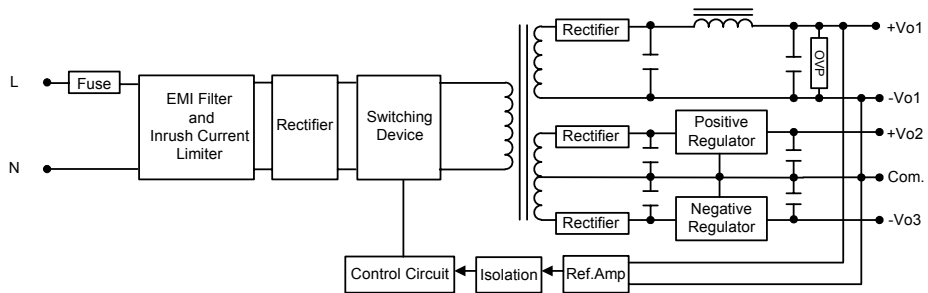 L
Fuse
N
EMI Filter
and
Inrush Current
Limiter
Rectifier
Switching
Device
Rectifier
OVP
+Vo1
-Vo1
Rectifier
Positive
Regulator
+Vo2
Com.
Rectifier
Negative
Regulator
-Vo3
Control Circuit
Isolation
Ref.Amp